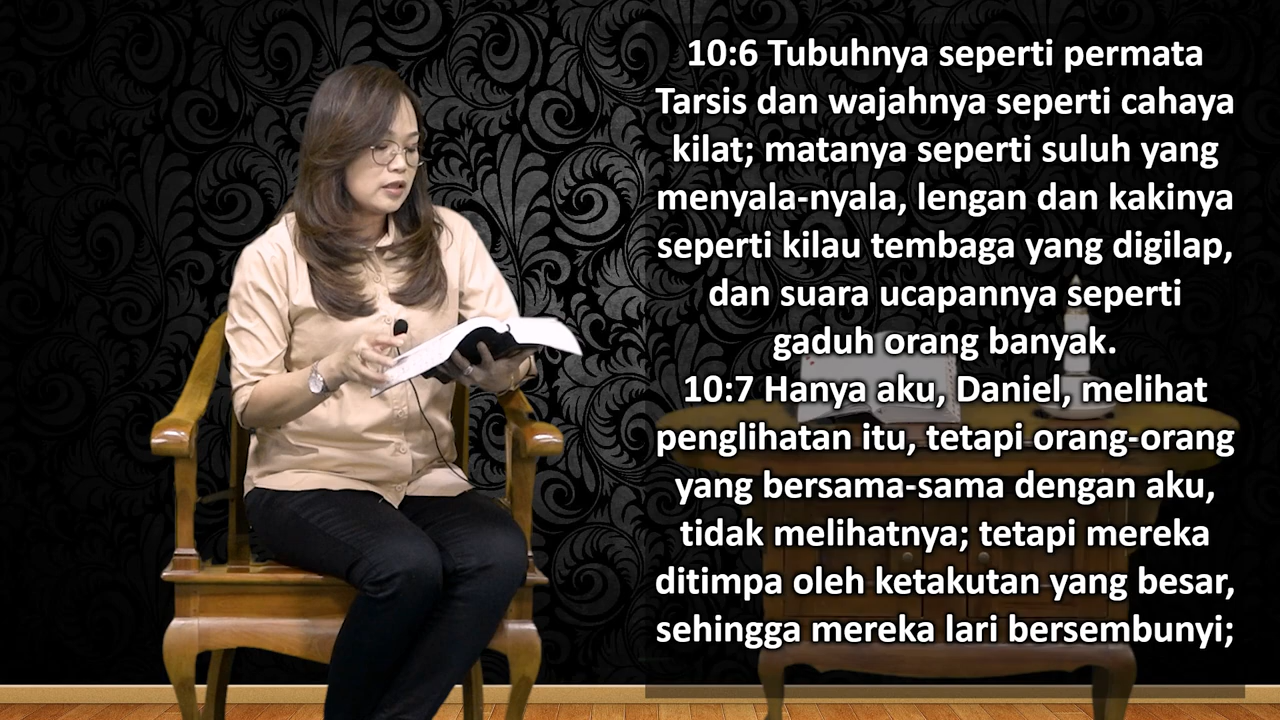 10:6 Tubuhnya seperti permata
Tarsis dan wajahnya seperti cahaya
kilat; matanya seperti suluh yang
menyala-nyala, lengan dan kakinya
seperti kilau tembaga yang digilap,
dan suara ucapannya seperti
gaduh orang banyak.
10:7 Hanya aku, Daniel, melihat
penglihatan itu, tetapi orang-orang
yang bersama-sama dengan aku,
tidak melihatnya; tetapi mereka
ditimpa oleh ketakutan yang besar,
sehingga mereka lari bersembunyi;